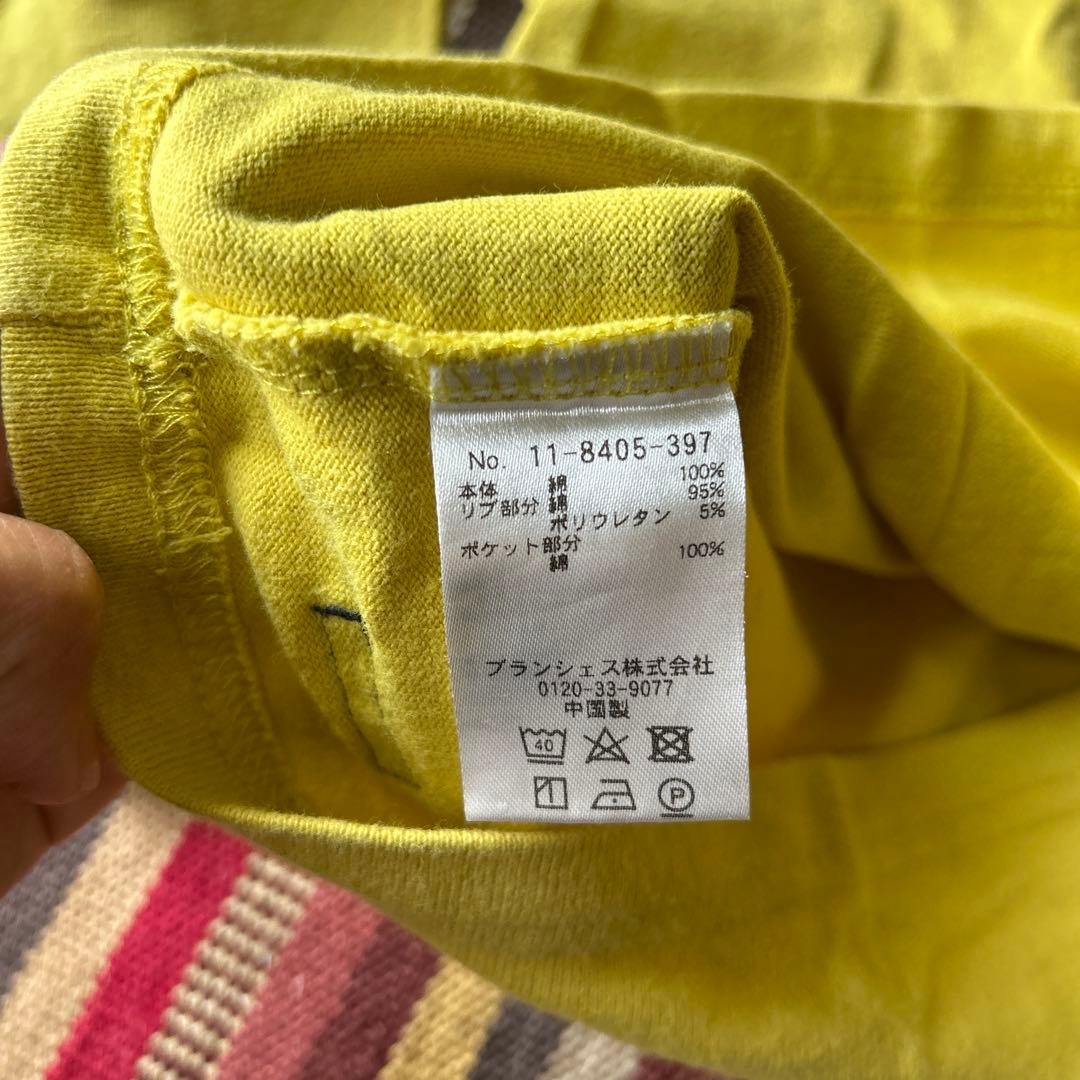 No. 11-8405-397
本体 綿 100%
リブ部分 綿 95%
ポリウレタン 5%
ポケット部分 100%
綿
ブランシェス株式会社
0120-33-9077
中国製
40
P